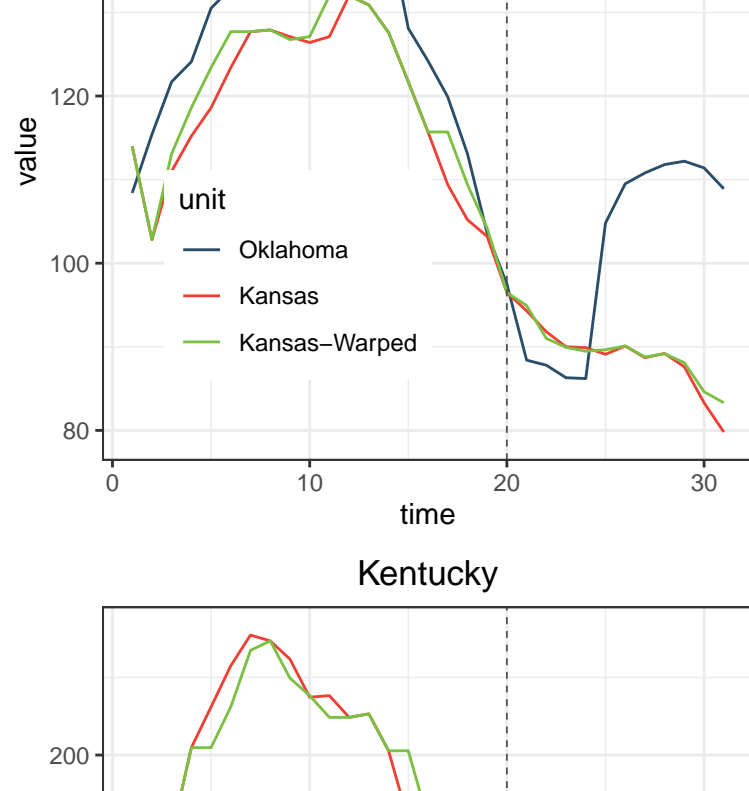 120
100
80
value
unit
Oklahoma
Kansas
Kansas−Warped
0 10 20 30
time
Kentucky
200